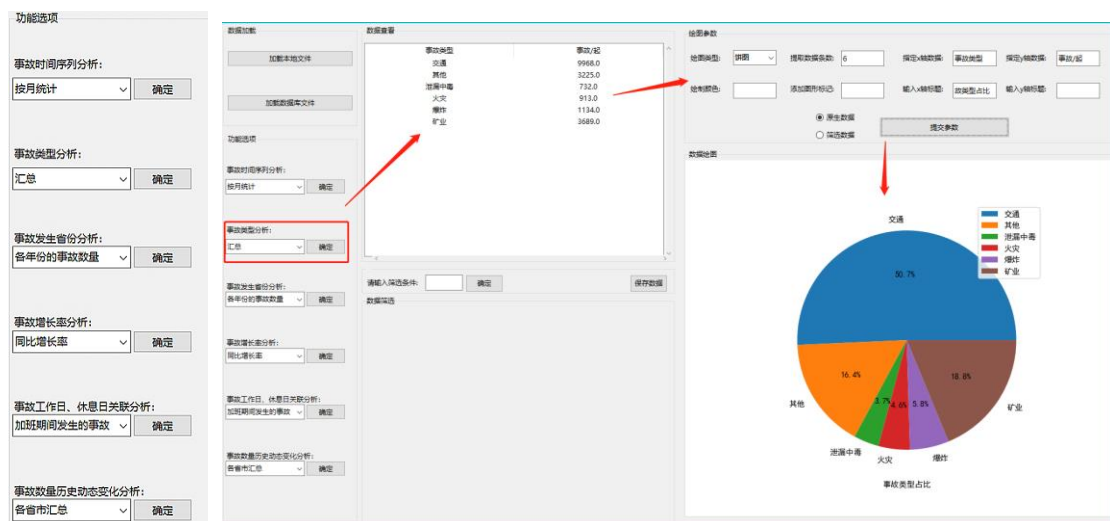 功能选项
事故时间序列分析：
按月统计 确定
事故类型分析：
汇总 确定
事故发生省份分析：
各年份的事故数量 确定
事故增长率分析：
同比增长率 确定
事故工作日、休息日关联分析：
加班期间发生的事故 确定
事故数量历史动态变化分析：
各省市汇总 确定
数据加载
加载本地文件
加载数据库文件
功能选项
事故时间序列分析：
按月统计 确定
事故类型分析：
汇总 确定
事故发生省份分析：
各年份的事故数量 确定
事故增长率分析：
同比增长率 确定
事故工作日、休息日关联分析：
加班期间发生的事故 确定
事故数量历史动态变化分析：
各省市汇总 确定
数据查看
事故类型 事故/起
交通 9968.0
其他 3225.0
泄漏中毒 732.0
火灾 913.0
爆炸 1134.0
矿业 3689.0
请输入筛选条件: 确定 保存数据
数据筛选
绘图参数
绘图类型: 饼图 提取数据条数: 6 指定x轴数据: 事故类型 指定y轴数据: 事故/起
绘制颜色: 添加图形标记: 输入x轴标题: 故类型占比 输入y轴标题:
原生数据
筛选数据
提交参数
数据绘图
交通
其他
泄漏中毒
火灾
爆炸
矿业
交通
50.7%
16.4%
3.7%
4.6%
5.8%
18.8%
其他
泄漏中毒
火灾
爆炸
矿业
事故类型占比